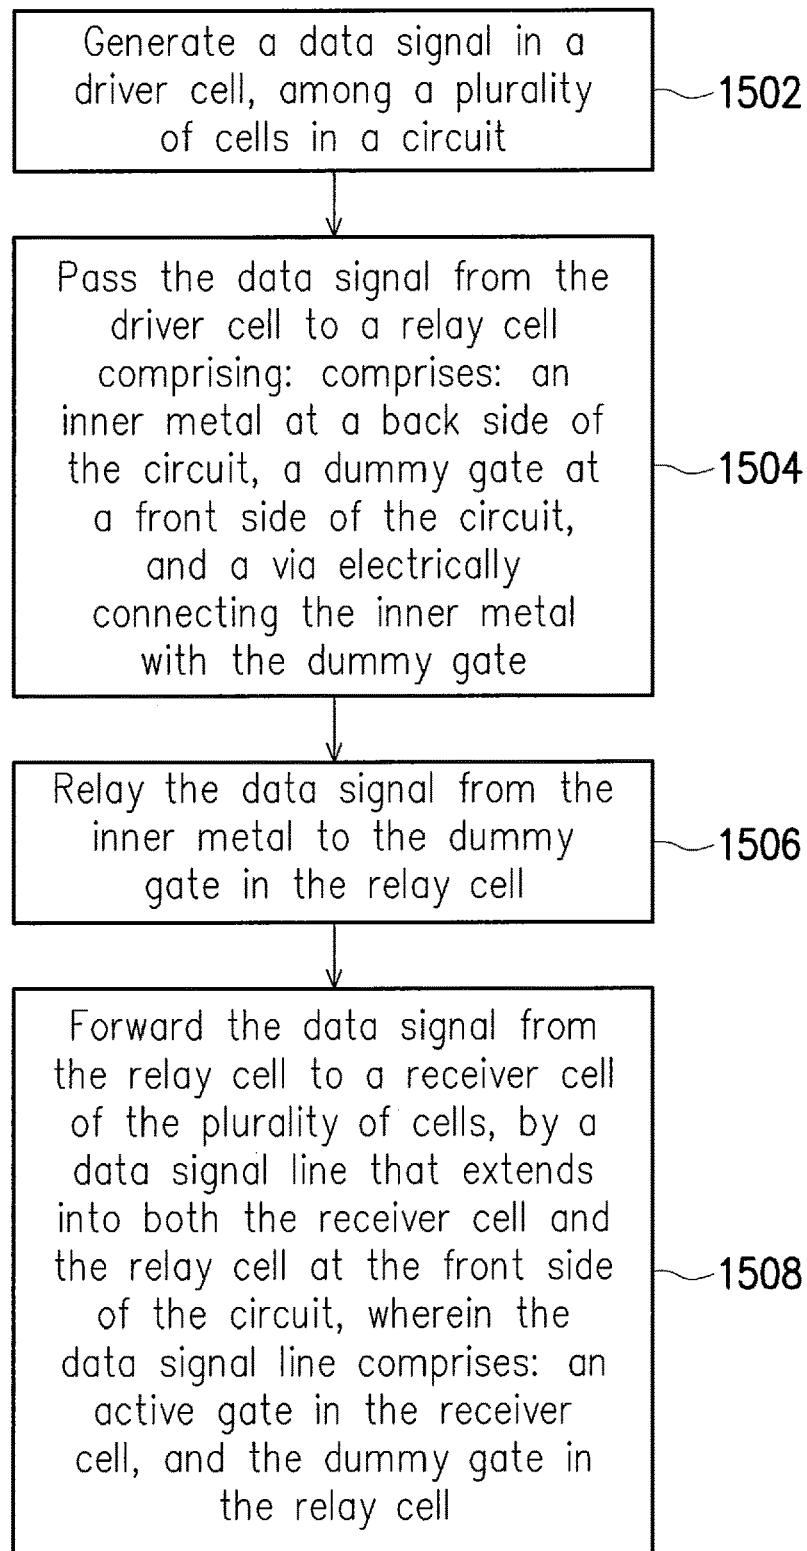 Generate a data signal in a
driver cell, among a plurality
of cells in a circuit
1502
Pass the data signal from the
driver cell to a relay cell
comprising: comprises: an
inner metal at a back side of
the circuit, a dummy gate at
a front side of the circuit,
and a via electrically
connecting the inner metal
with the dummy gate
1504
Relay the data signal from the
inner metal to the dummy
gate in the relay cell
1506
Forward the data signal from
the relay cell to a receiver cell
of the plurality of cells, by a
data signal line that extends
into both the receiver cell and
the relay cell at the front side
of the circuit, wherein the
data signal line comprises: an
active gate in the receiver
cell, and the dummy gate in
the relay cell
1508